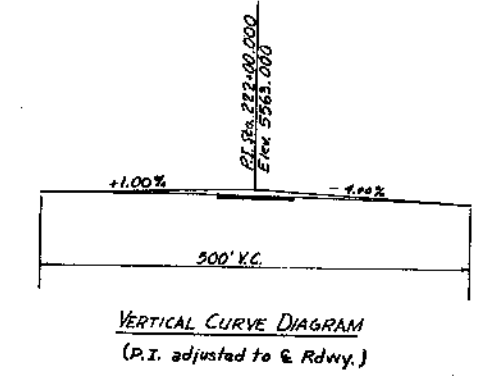 P.I. Sta. 222+00.000
Elev. 5563.000
+1.00%
500' V.C.
VERTICAL CURVE DIAGRAM
(P.I. adjusted to ℄ Rdwy.)